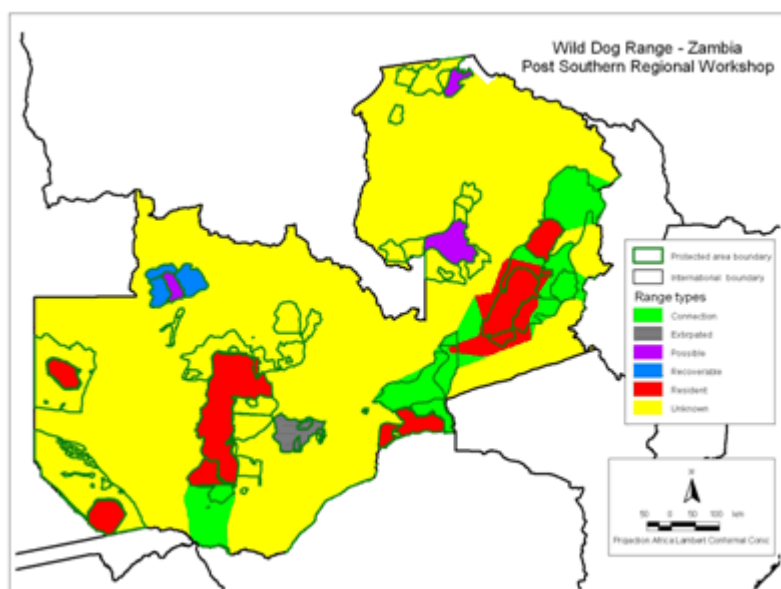 Wild Dog Range - Zambia
Post Southern Regional Workshop
Protected area boundary
International boundary
Range types
Connection
Extirpated
Possible
Recoverable
Resident
Unknown
N
50 0 50 100 km
Projection Africa Lambert Conformal Conic